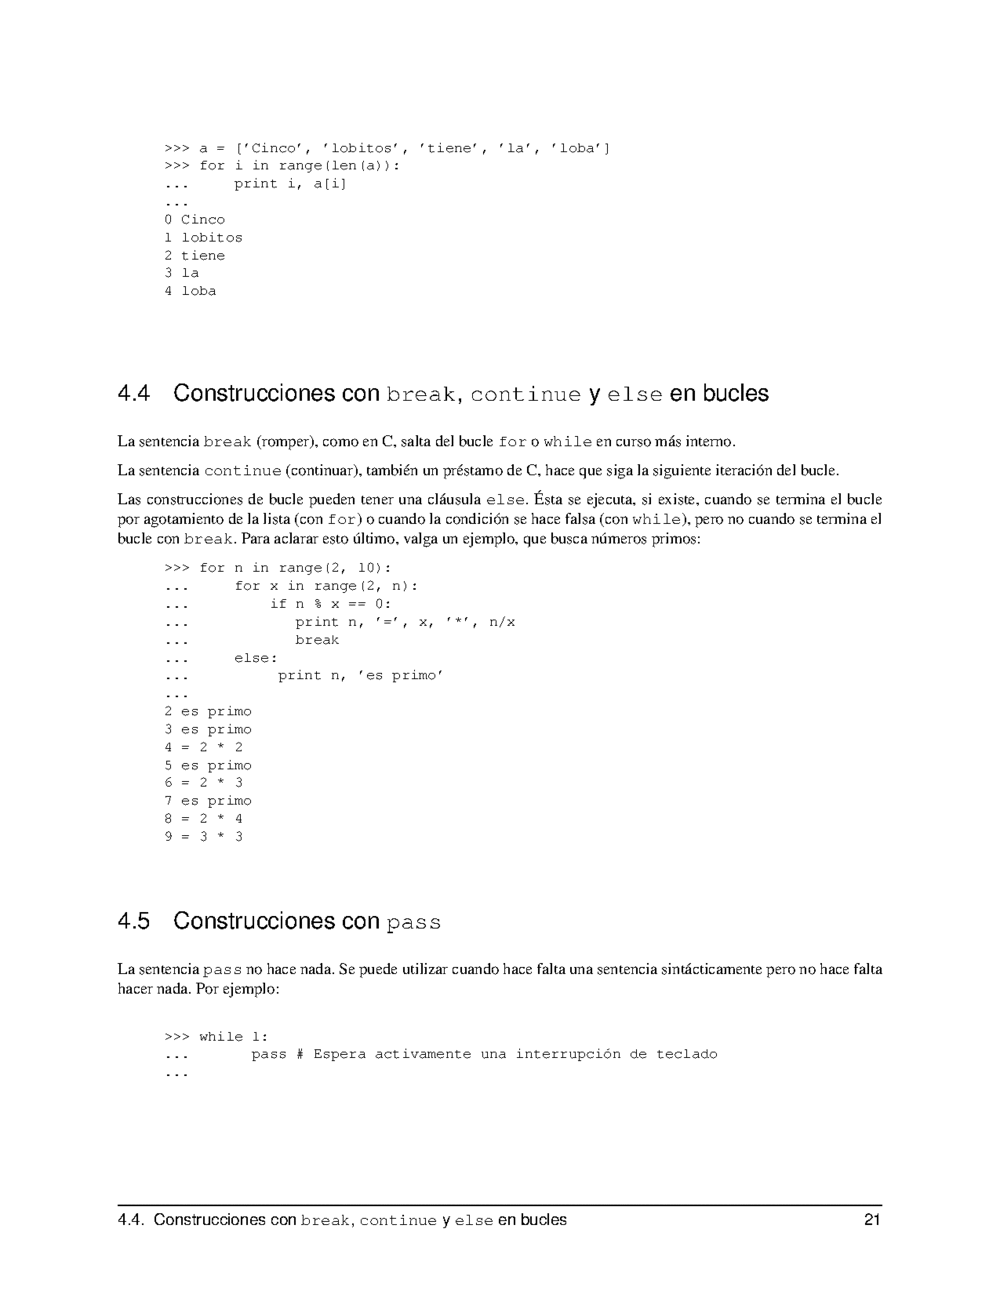 >>> a = ['Cinco', 'lobitos', 'tiene', 'la', 'loba']
>>> for i in range(len(a)):
...     print i, a[i]
...
0 Cinco
1 lobitos
2 tiene
3 la
4 loba
4.4 Construcciones con break, continue y else en bucles
La sentencia break (romper), como en C, salta del bucle for o while en curso más interno.
La sentencia continue (continuar), también un préstamo de C, hace que siga la siguiente iteración del bucle.
Las construcciones de bucle pueden tener una cláusula else. Ésta se ejecuta, si existe, cuando se termina el bucle
por agotamiento de la lista (con for) o cuando la condición se hace falsa (con while), pero no cuando se termina el
bucle con break. Para aclarar esto último, valga un ejemplo, que busca números primos:
>>> for n in range(2, 10):
...     for x in range(2, n):
...         if n % x == 0:
...            print n, '=', x, '*', n/x
...            break
...     else:
...          print n, 'es primo'
...
2 es primo
3 es primo
4 = 2 * 2
5 es primo
6 = 2 * 3
7 es primo
8 = 2 * 4
9 = 3 * 3
4.5 Construcciones con pass
La sentencia pass no hace nada. Se puede utilizar cuando hace falta una sentencia sintácticamente pero no hace falta
hacer nada. Por ejemplo:
>>> while 1:
...       pass # Espera activamente una interrupción de teclado
...
4.4. Construcciones con break, continue y else en bucles 21